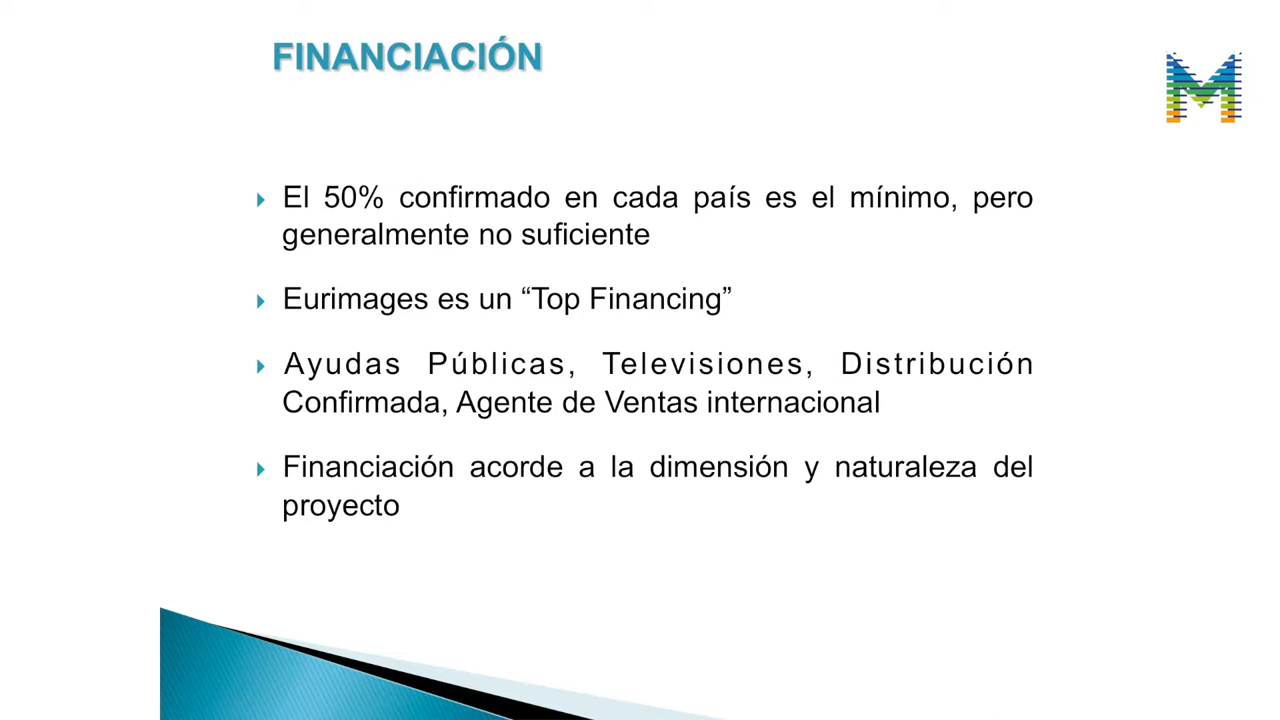 FINANCIACIÓN
El 50% confirmado en cada país es el mínimo, pero
generalmente no suficiente
Eurimages es un “Top Financing”
Ayudas Públicas, Televisiones, Distribución
Confirmada, Agente de Ventas internacional
Financiación acorde a la dimensión y naturaleza del
proyecto